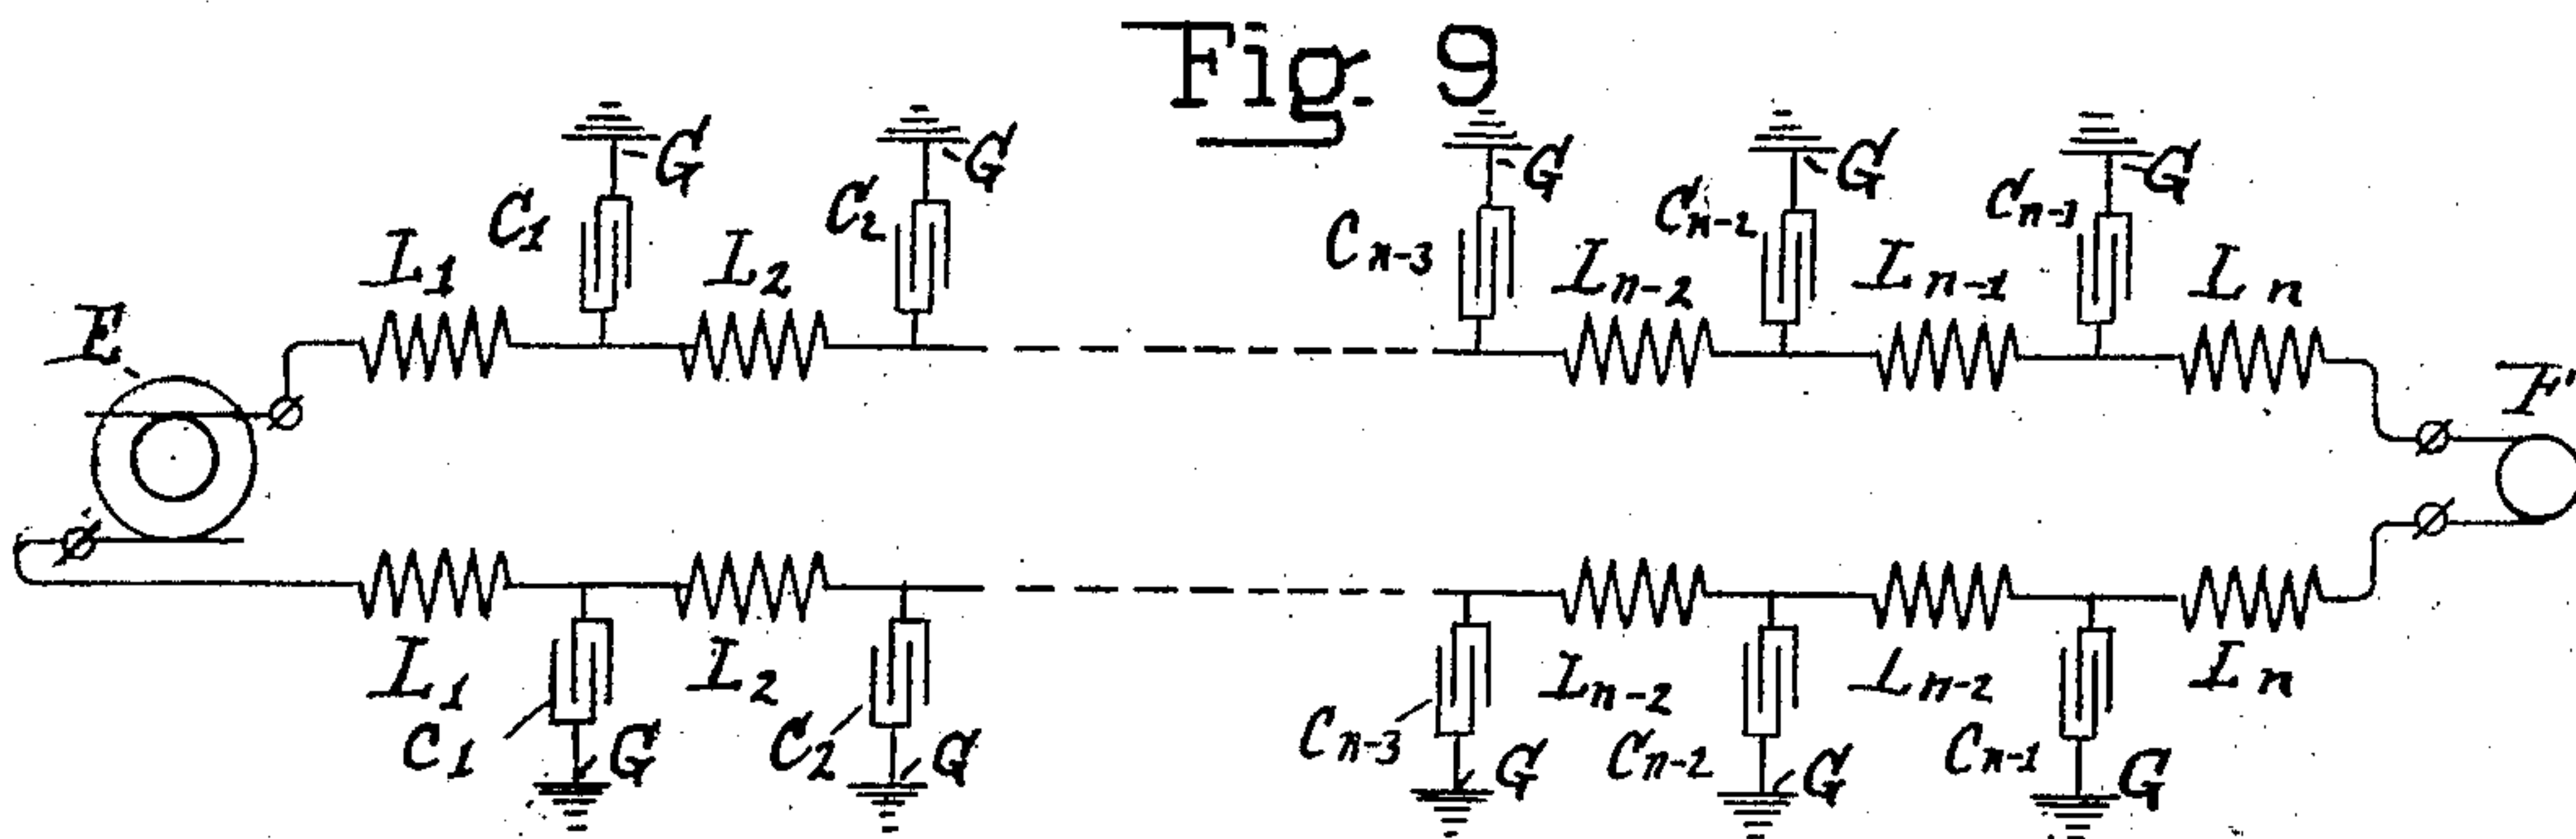 Fig. 9
G G G G G
C1 C2 Cn-3 Cn-2 Cn-1
L1 L2 Ln-2 Ln-1 Ln
E F
L1 L2 Ln-2 Ln-2 Ln
C1 C2 Cn-3 Cn-2 Cn-1
G G G G G